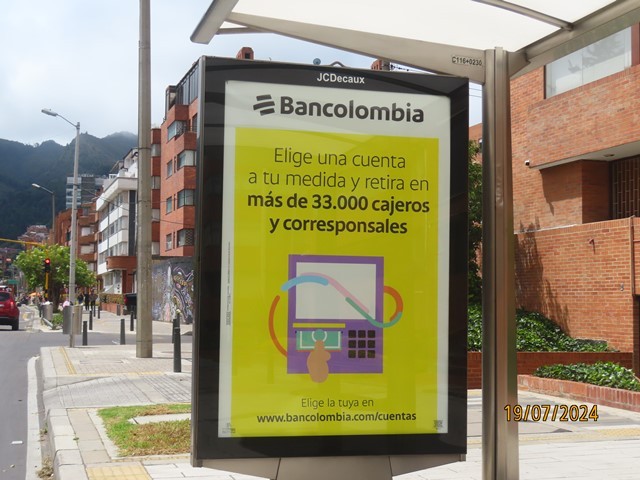 JCDecaux
C116+0230
Bancolombia
Elige una cuenta
a tu medida y retira en
más de 33.000 cajeros
y corresponsales
Elige la tuya en
www.bancolombia.com/cuentas
19/07/2024